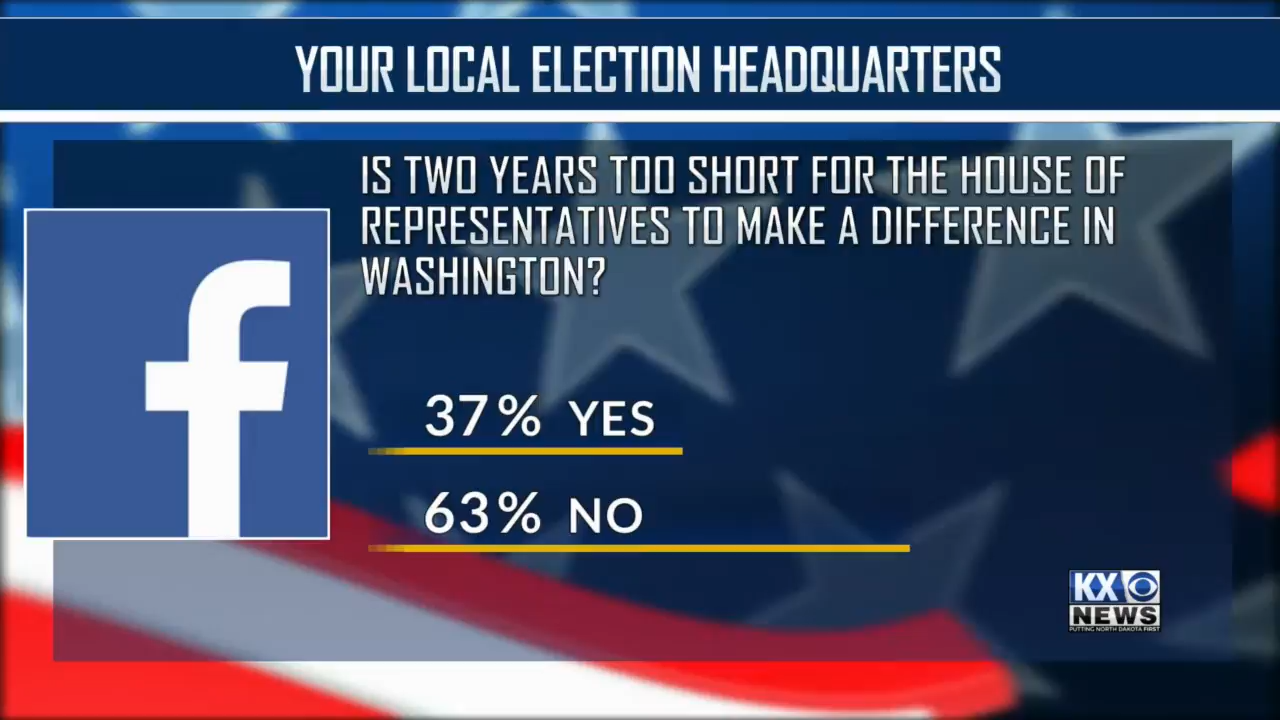 YOUR LOCAL ELECTION HEADQUARTERS
IS TWO YEARS TOO SHORT FOR THE HOUSE OF
REPRESENTATIVES TO MAKE A DIFFERENCE IN
WASHINGTON?
f
37% YES
63% NO
KX
NEWS
PUTTING NORTH DAKOTA FIRST